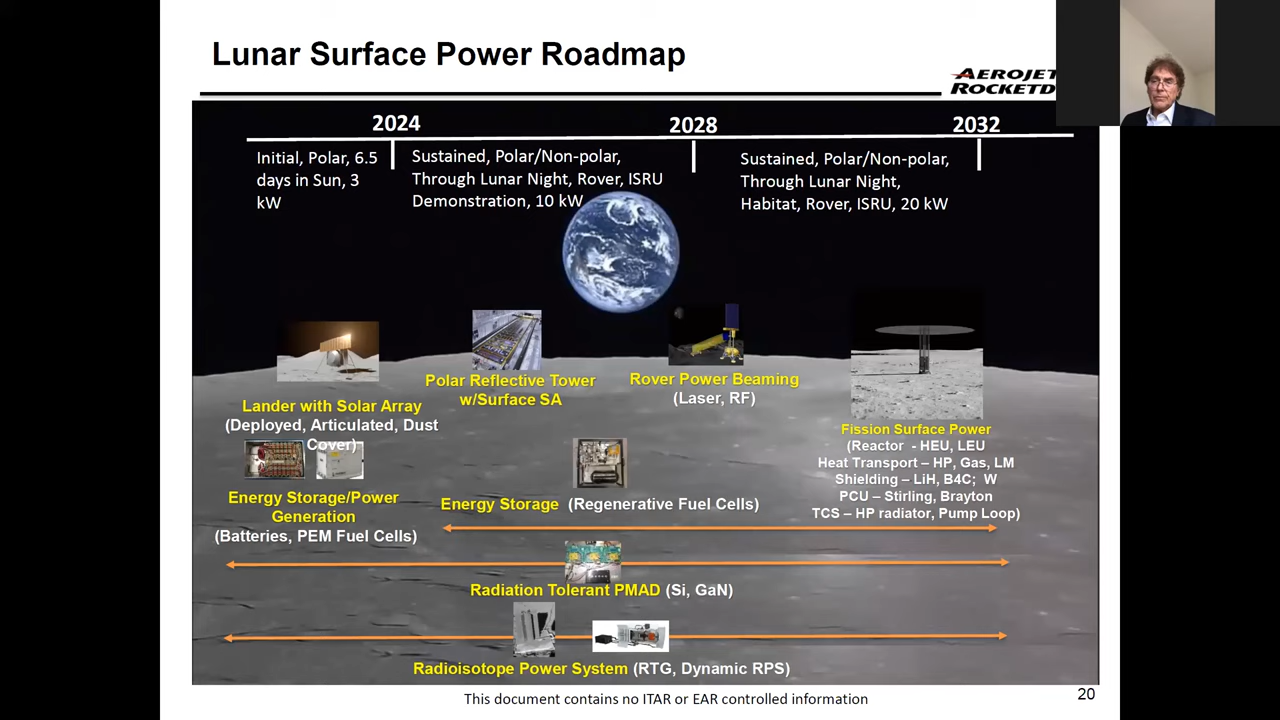 Lunar Surface Power Roadmap
AEROJET
ROCKETD
2024
2028
2032
Initial, Polar, 6.5
days in Sun, 3
kW
Sustained, Polar/Non-polar,
Through Lunar Night, Rover, ISRU
Demonstration, 10 kW
Sustained, Polar/Non-polar,
Through Lunar Night,
Habitat, Rover, ISRU, 20 kW
Lander with Solar Array
(Deployed, Articulated, Dust
Cover)
Polar Reflective Tower
w/Surface SA
Rover Power Beaming
(Laser, RF)
Fission Surface Power
(Reactor - HEU, LEU
Heat Transport – HP, Gas, LM
Shielding – LiH, B4C; W
PCU – Stirling, Brayton
TCS – HP radiator, Pump Loop)
Energy Storage/Power
Generation
(Batteries, PEM Fuel Cells)
Energy Storage (Regenerative Fuel Cells)
Radiation Tolerant PMAD (Si, GaN)
Radioisotope Power System (RTG, Dynamic RPS)
This document contains no ITAR or EAR controlled information
20